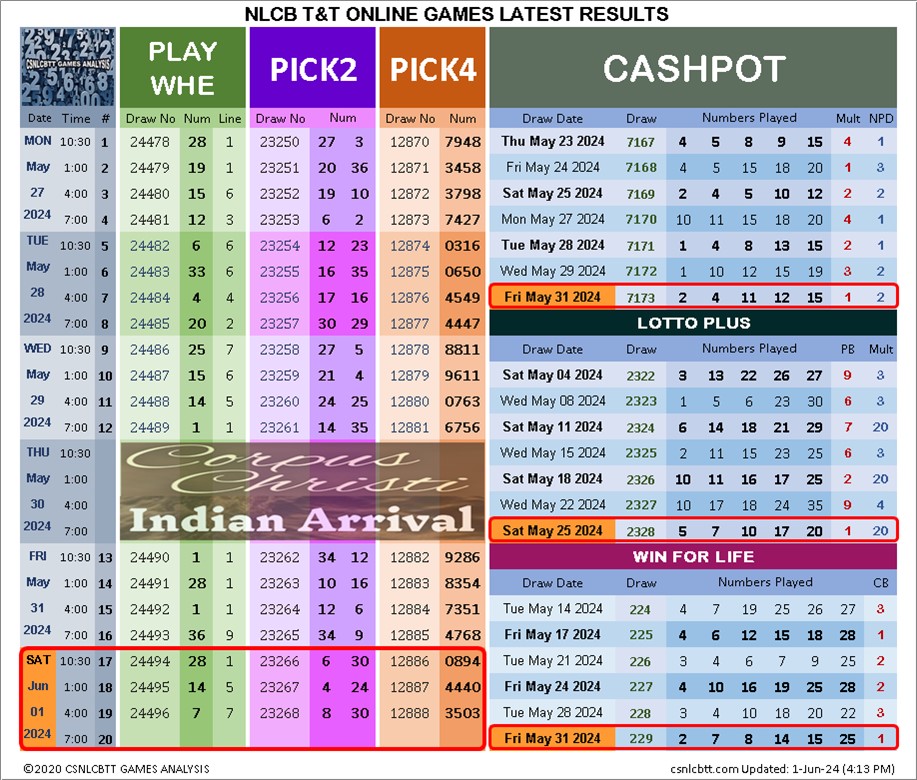 NLCB T&T ONLINE GAMES LATEST RESULTS
CSNLCBTT GAMES ANALYSIS
PLAY WHE
PICK2
PICK4
CASHPOT
Date Time # Draw No Num Line Draw No Num Draw No Num
MON 10:30 1 24478 28 1 23250 27 3 12870 7948
May 1:00 2 24479 19 1 23251 20 36 12871 3458
27 4:00 3 24480 15 6 23252 19 10 12872 3798
2024 7:00 4 24481 12 3 23253 6 2 12873 7427
TUE 10:30 5 24482 6 6 23254 12 23 12874 0316
May 1:00 6 24483 33 6 23255 16 35 12875 0650
28 4:00 7 24484 4 4 23256 17 16 12876 4549
2024 7:00 8 24485 20 2 23257 30 29 12877 4447
WED 10:30 9 24486 25 7 23258 27 5 12878 8811
May 1:00 10 24487 15 6 23259 21 4 12879 9611
29 4:00 11 24488 14 5 23260 24 25 12880 0763
2024 7:00 12 24489 1 1 23261 14 35 12881 6756
THU 10:30
May 1:00
30 4:00
2024 7:00
Corpus
Christi
Indian Arrival
FRI 10:30 13 24490 1 1 23262 34 12 12882 9286
May 1:00 14 24491 28 1 23263 10 16 12883 8354
31 4:00 15 24492 1 1 23264 12 6 12884 7351
2024 7:00 16 24493 36 9 23265 34 9 12885 4768
SAT 10:30 17 24494 28 1 23266 6 30 12886 0894
Jun 1:00 18 24495 14 5 23267 4 24 12887 4440
01 4:00 19 24496 7 7 23268 8 30 12888 3503
2024 7:00 20
Draw Date Draw Numbers Played Mult NPD
Thu May 23 2024 7167 4 5 8 9 15 4 1
Fri May 24 2024 7168 4 5 15 18 20 1 3
Sat May 25 2024 7169 2 4 5 10 12 2 2
Mon May 27 2024 7170 10 11 15 18 20 4 1
Tue May 28 2024 7171 1 4 8 13 15 2 1
Wed May 29 2024 7172 1 10 12 15 19 3 2
Fri May 31 2024 7173 2 4 11 12 15 1 2
LOTTO PLUS
Draw Date Draw Numbers Played PB Mult
Sat May 04 2024 2322 3 13 22 26 27 9 3
Wed May 08 2024 2323 1 5 6 23 30 6 3
Sat May 11 2024 2324 6 14 18 21 29 7 20
Wed May 15 2024 2325 2 11 15 23 25 6 3
Sat May 18 2024 2326 10 11 16 17 25 2 20
Wed May 22 2024 2327 10 17 18 24 35 9 4
Sat May 25 2024 2328 5 7 10 17 20 1 20
WIN FOR LIFE
Draw Date Draw Numbers Played CB
Tue May 14 2024 224 4 7 19 25 26 27 3
Fri May 17 2024 225 4 6 12 15 18 28 1
Tue May 21 2024 226 3 4 6 7 9 25 2
Fri May 24 2024 227 4 10 16 19 25 28 2
Tue May 28 2024 228 3 4 10 18 20 22 3
Fri May 31 2024 229 2 7 8 14 15 25 1
©2020 CSNLCBTT GAMES ANALYSIS
csnlcbtt.com Updated: 1-Jun-24 (4:13 PM)